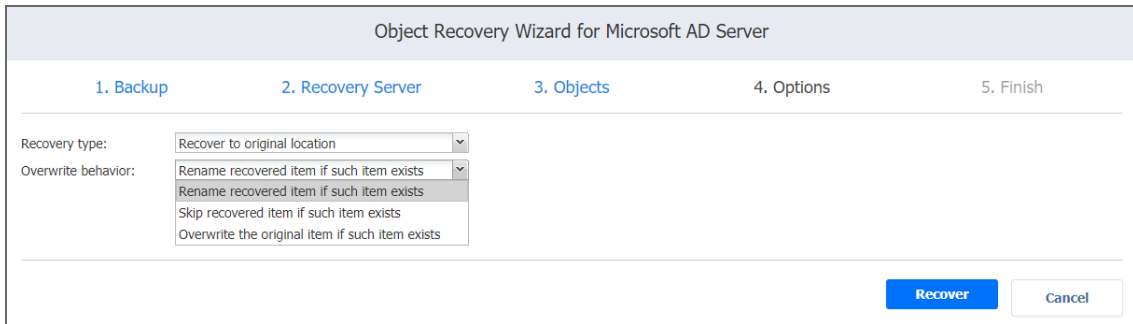 Object Recovery Wizard for Microsoft AD Server
1. Backup 2. Recovery Server 3. Objects 4. Options 5. Finish
Recovery type: Recover to original location
Overwrite behavior: Rename recovered item if such item exists
Rename recovered item if such item exists
Skip recovered item if such item exists
Overwrite the original item if such item exists
Recover Cancel